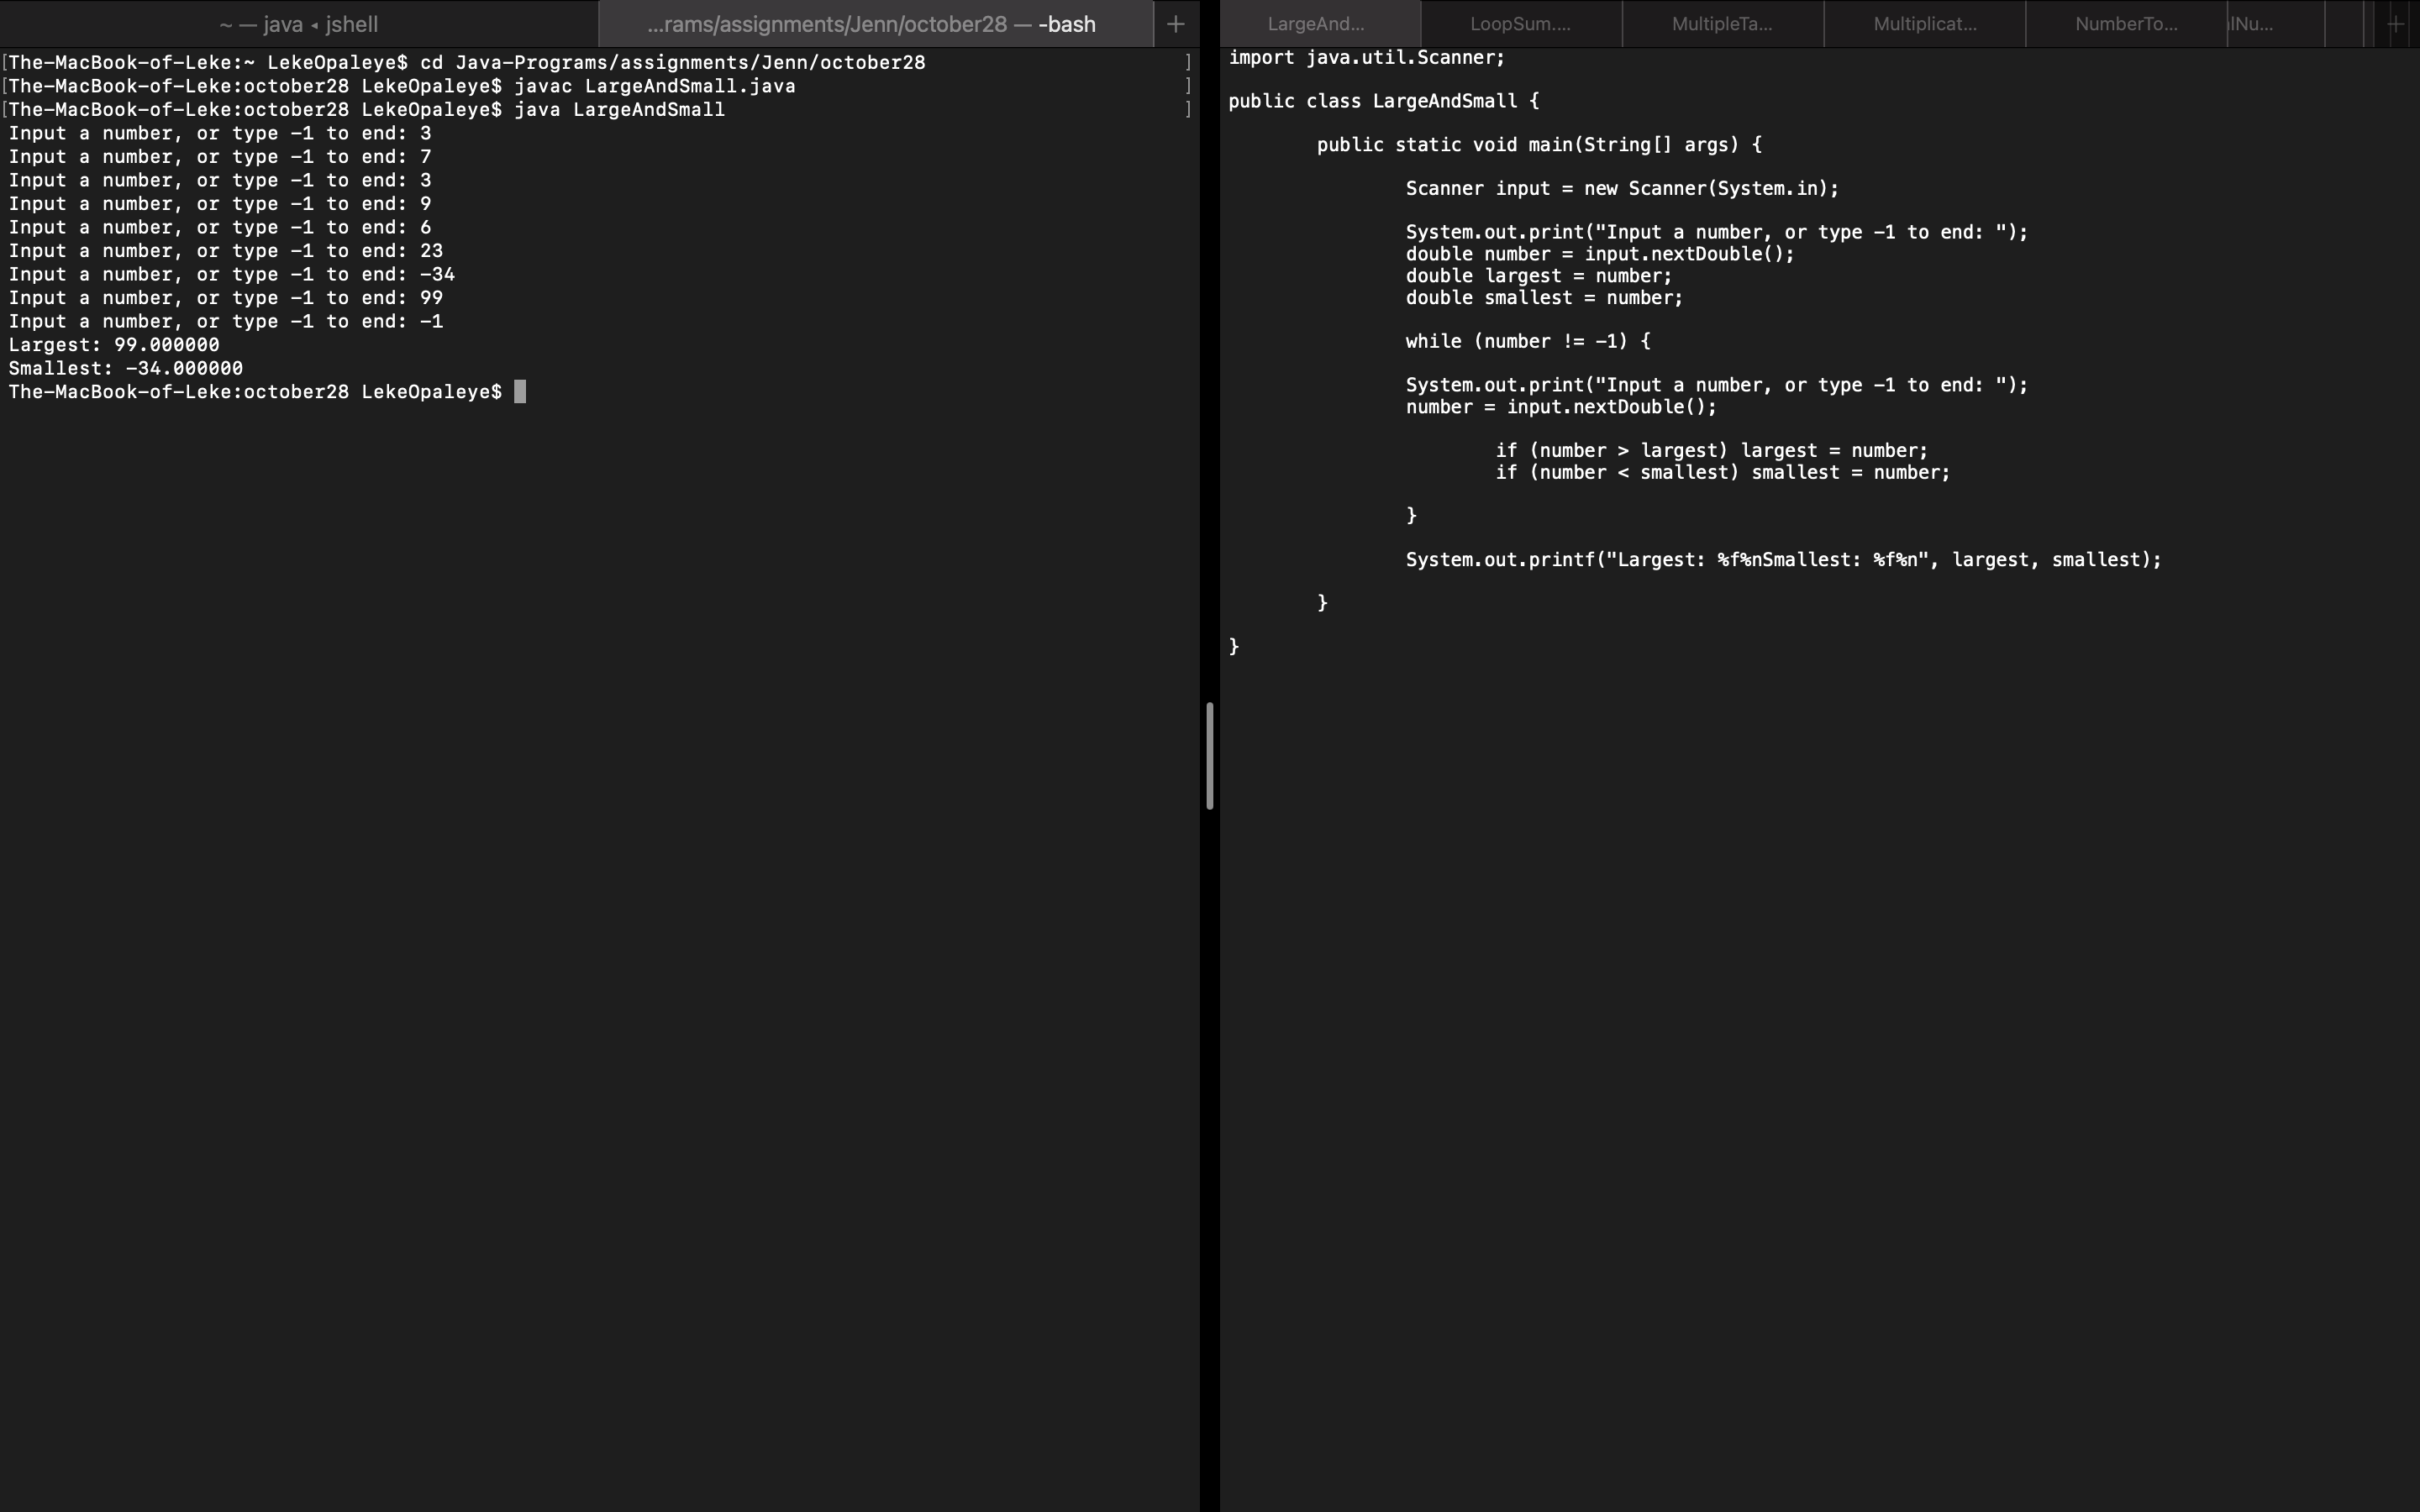 ~ — java ◂ jshell
...rams/assignments/Jenn/october28 — -bash
+
[The-MacBook-of-Leke:~ LekeOpaleye$ cd Java-Programs/assignments/Jenn/october28 ]
[The-MacBook-of-Leke:october28 LekeOpaleye$ javac LargeAndSmall.java ]
[The-MacBook-of-Leke:october28 LekeOpaleye$ java LargeAndSmall ]
Input a number, or type -1 to end: 3
Input a number, or type -1 to end: 7
Input a number, or type -1 to end: 3
Input a number, or type -1 to end: 9
Input a number, or type -1 to end: 6
Input a number, or type -1 to end: 23
Input a number, or type -1 to end: -34
Input a number, or type -1 to end: 99
Input a number, or type -1 to end: -1
Largest: 99.000000
Smallest: -34.000000
The-MacBook-of-Leke:october28 LekeOpaleye$
LargeAnd...
LoopSum....
MultipleTa...
Multiplicat...
NumberTo...
lNu...
+
import java.util.Scanner;
public class LargeAndSmall {
public static void main(String[] args) {
Scanner input = new Scanner(System.in);
System.out.print("Input a number, or type -1 to end: ");
double number = input.nextDouble();
double largest = number;
double smallest = number;
while (number != -1) {
System.out.print("Input a number, or type -1 to end: ");
number = input.nextDouble();
if (number > largest) largest = number;
if (number < smallest) smallest = number;
}
System.out.printf("Largest: %f%nSmallest: %f%n", largest, smallest);
}
}